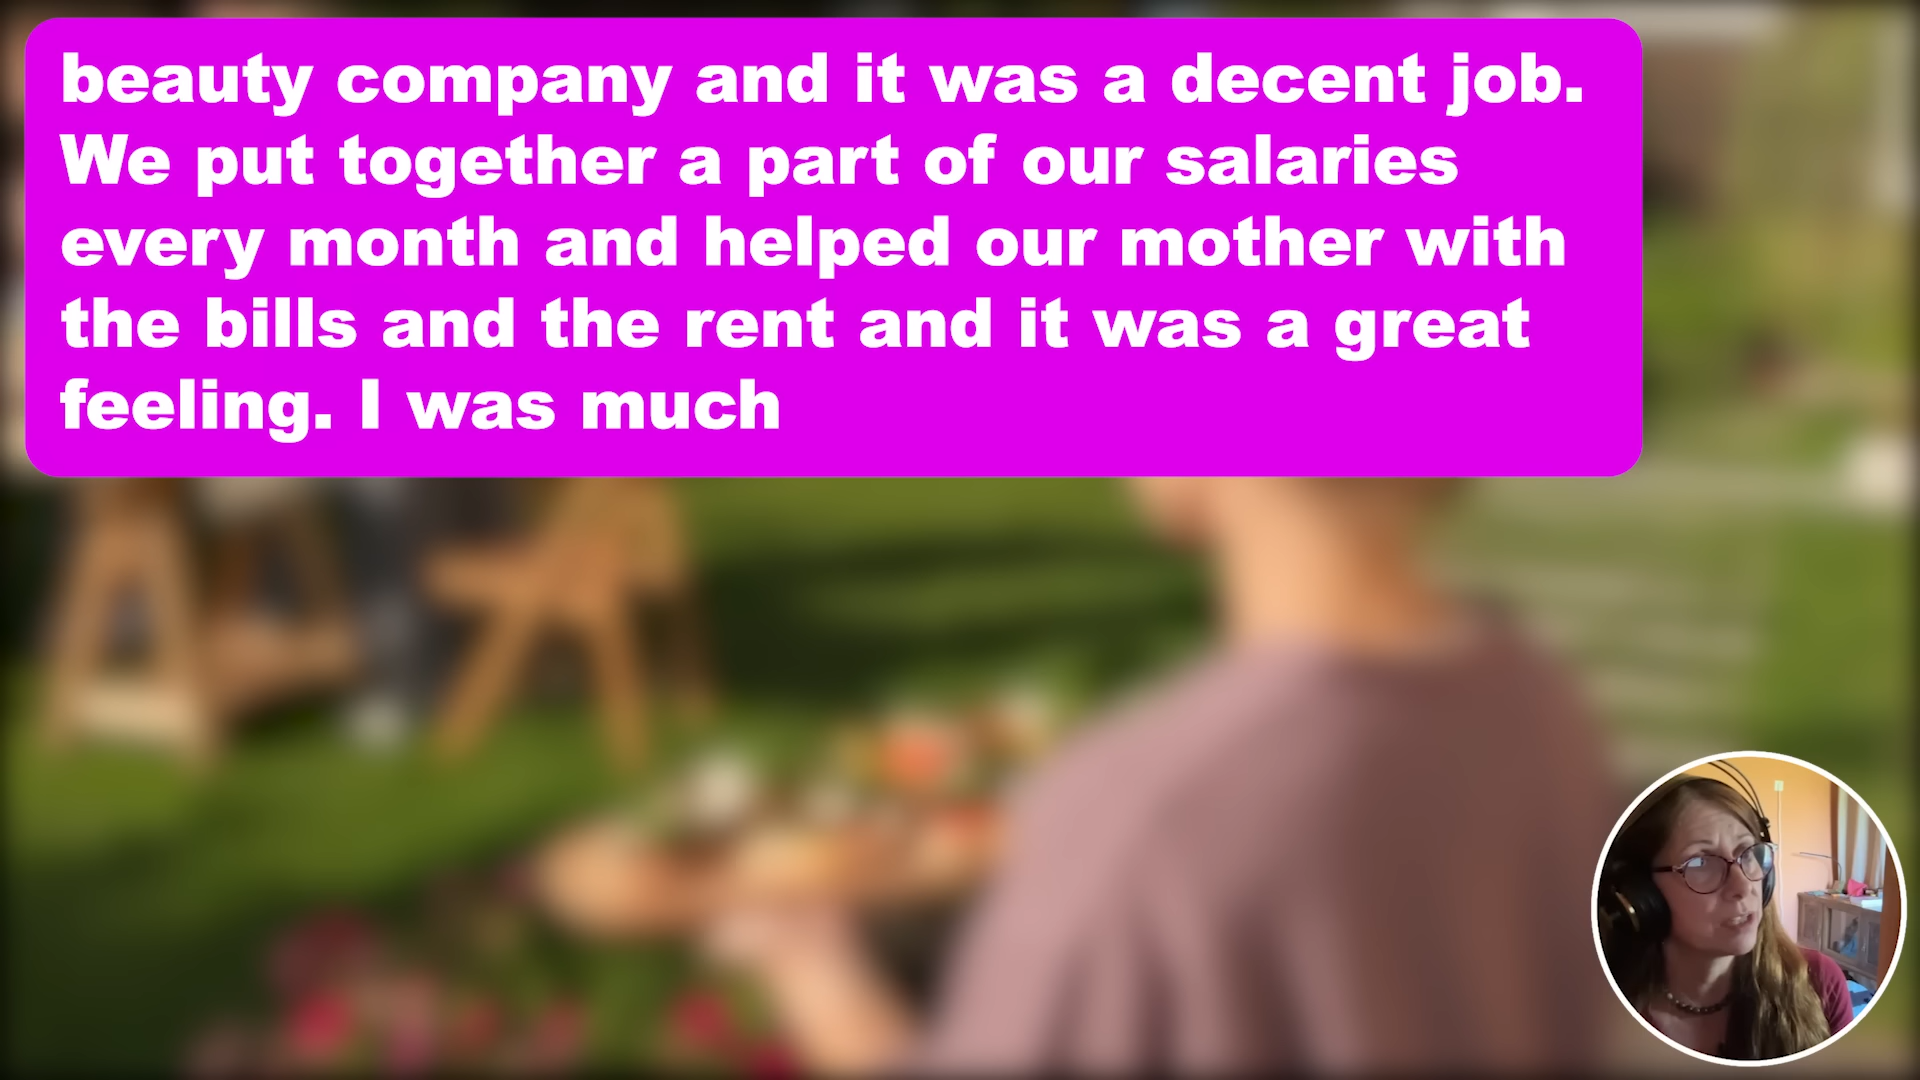 beauty company and it was a decent job.
We put together a part of our salaries
every month and helped our mother with
the bills and the rent and it was a great
feeling. I was much